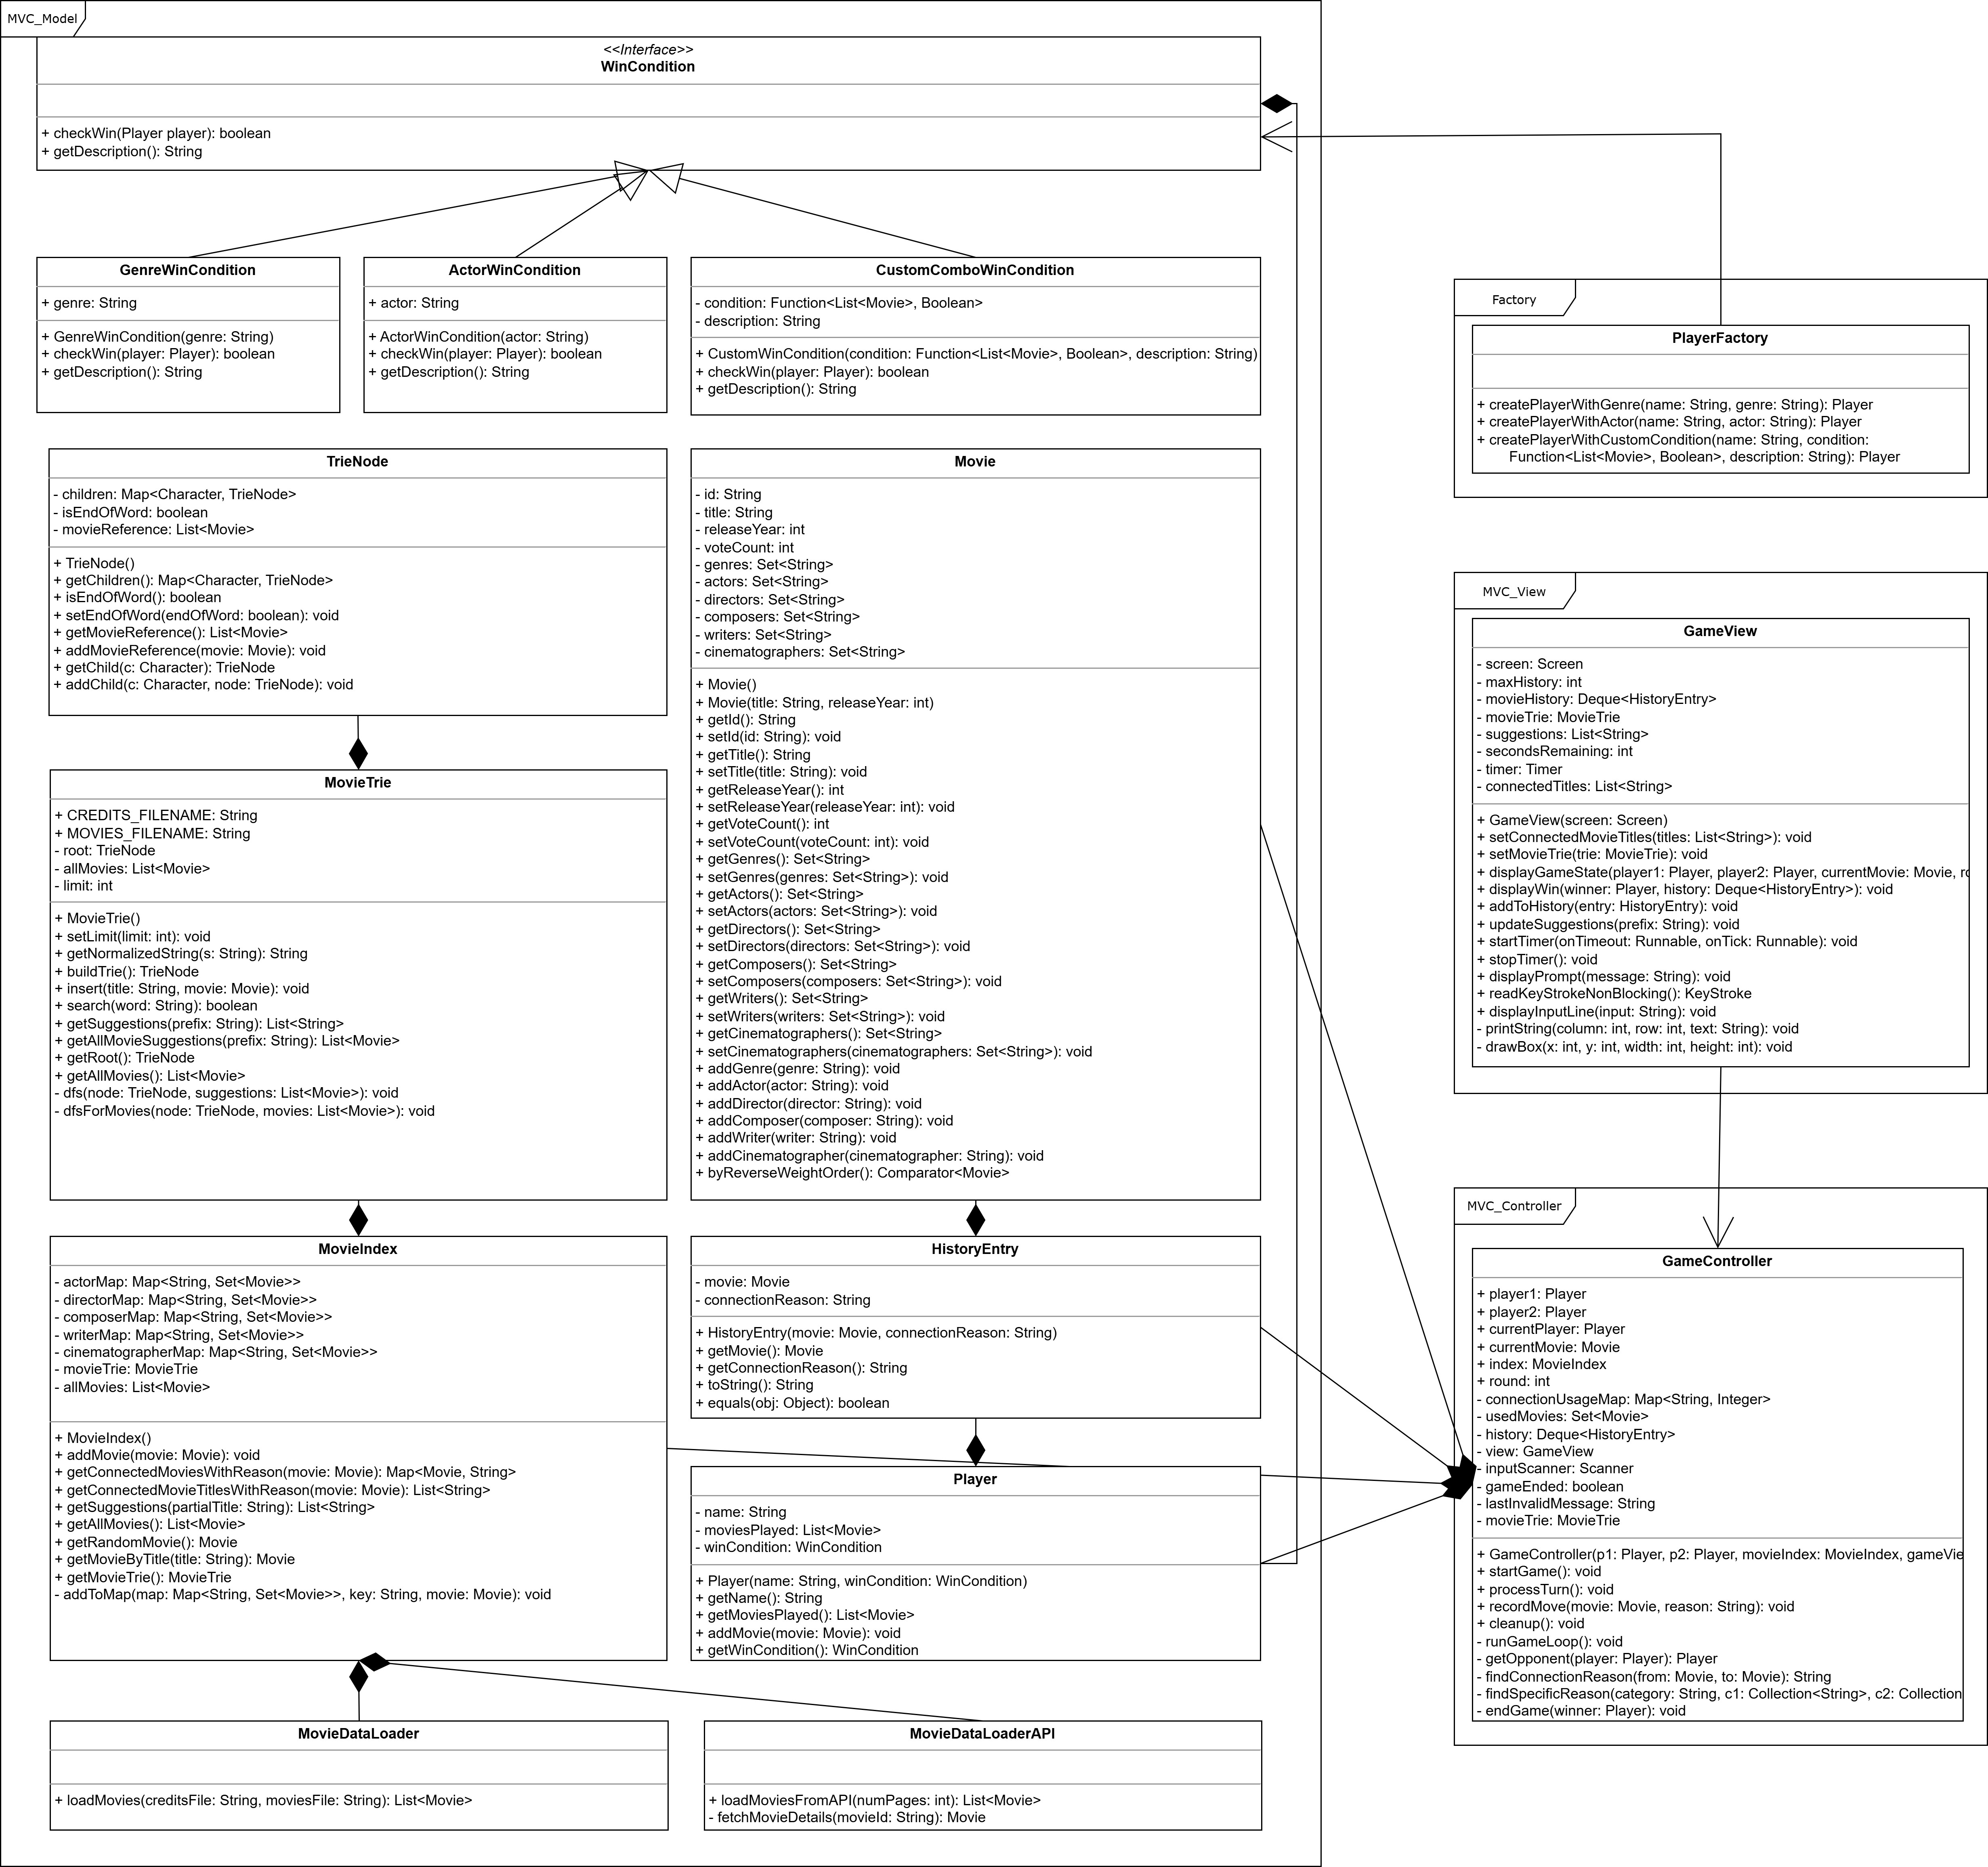 MVC_Model
<<Interface>>
WinCondition
+ checkWin(Player player): boolean
+ getDescription(): String
GenreWinCondition
+ genre: String
+ GenreWinCondition(genre: String)
+ checkWin(player: Player): boolean
+ getDescription(): String
ActorWinCondition
+ actor: String
+ ActorWinCondition(actor: String)
+ checkWin(player: Player): boolean
+ getDescription(): String
CustomComboWinCondition
- condition: Function<List<Movie>, Boolean>
- description: String
+ CustomWinCondition(condition: Function<List<Movie>, Boolean>, description: String)
+ checkWin(player: Player): boolean
+ getDescription(): String
TrieNode
- children: Map<Character, TrieNode>
- isEndOfWord: boolean
- movieReference: List<Movie>
+ TrieNode()
+ getChildren(): Map<Character, TrieNode>
+ isEndOfWord(): boolean
+ setEndOfWord(endOfWord: boolean): void
+ getMovieReference(): List<Movie>
+ addMovieReference(movie: Movie): void
+ getChild(c: Character): TrieNode
+ addChild(c: Character, node: TrieNode): void
MovieTrie
+ CREDITS_FILENAME: String
+ MOVIES_FILENAME: String
- root: TrieNode
- allMovies: List<Movie>
- limit: int
+ MovieTrie()
+ setLimit(limit: int): void
+ getNormalizedString(s: String): String
+ buildTrie(): TrieNode
+ insert(title: String, movie: Movie): void
+ search(word: String): boolean
+ getSuggestions(prefix: String): List<String>
+ getAllMovieSuggestions(prefix: String): List<Movie>
+ getRoot(): TrieNode
+ getAllMovies(): List<Movie>
- dfs(node: TrieNode, suggestions: List<Movie>): void
- dfsForMovies(node: TrieNode, movies: List<Movie>): void
MovieIndex
- actorMap: Map<String, Set<Movie>>
- directorMap: Map<String, Set<Movie>>
- composerMap: Map<String, Set<Movie>>
- writerMap: Map<String, Set<Movie>>
- cinematographerMap: Map<String, Set<Movie>>
- movieTrie: MovieTrie
- allMovies: List<Movie>
+ MovieIndex()
+ addMovie(movie: Movie): void
+ getConnectedMoviesWithReason(movie: Movie): Map<Movie, String>
+ getConnectedMovieTitlesWithReason(movie: Movie): List<String>
+ getSuggestions(partialTitle: String): List<String>
+ getAllMovies(): List<Movie>
+ getRandomMovie(): Movie
+ getMovieByTitle(title: String): Movie
+ getMovieTrie(): MovieTrie
- addToMap(map: Map<String, Set<Movie>>, key: String, movie: Movie): void
MovieDataLoader
+ loadMovies(creditsFile: String, moviesFile: String): List<Movie>
Movie
- id: String
- title: String
- releaseYear: int
- voteCount: int
- genres: Set<String>
- actors: Set<String>
- directors: Set<String>
- composers: Set<String>
- writers: Set<String>
- cinematographers: Set<String>
+ Movie()
+ Movie(title: String, releaseYear: int)
+ getId(): String
+ setId(id: String): void
+ getTitle(): String
+ setTitle(title: String): void
+ getReleaseYear(): int
+ setReleaseYear(releaseYear: int): void
+ getVoteCount(): int
+ setVoteCount(voteCount: int): void
+ getGenres(): Set<String>
+ setGenres(genres: Set<String>): void
+ getActors(): Set<String>
+ setActors(actors: Set<String>): void
+ getDirectors(): Set<String>
+ setDirectors(directors: Set<String>): void
+ getComposers(): Set<String>
+ setComposers(composers: Set<String>): void
+ getWriters(): Set<String>
+ setWriters(writers: Set<String>): void
+ getCinematographers(): Set<String>
+ setCinematographers(cinematographers: Set<String>): void
+ addGenre(genre: String): void
+ addActor(actor: String): void
+ addDirector(director: String): void
+ addComposer(composer: String): void
+ addWriter(writer: String): void
+ addCinematographer(cinematographer: String): void
+ byReverseWeightOrder(): Comparator<Movie>
HistoryEntry
- movie: Movie
- connectionReason: String
+ HistoryEntry(movie: Movie, connectionReason: String)
+ getMovie(): Movie
+ getConnectionReason(): String
+ toString(): String
+ equals(obj: Object): boolean
Player
- name: String
- moviesPlayed: List<Movie>
- winCondition: WinCondition
+ Player(name: String, winCondition: WinCondition)
+ getName(): String
+ getMoviesPlayed(): List<Movie>
+ addMovie(movie: Movie): void
+ getWinCondition(): WinCondition
MovieDataLoaderAPI
+ loadMoviesFromAPI(numPages: int): List<Movie>
- fetchMovieDetails(movieId: String): Movie
Factory
PlayerFactory
+ createPlayerWithGenre(name: String, genre: String): Player
+ createPlayerWithActor(name: String, actor: String): Player
+ createPlayerWithCustomCondition(name: String, condition:
Function<List<Movie>, Boolean>, description: String): Player
MVC_View
GameView
- screen: Screen
- maxHistory: int
- movieHistory: Deque<HistoryEntry>
- movieTrie: MovieTrie
- suggestions: List<String>
- secondsRemaining: int
- timer: Timer
- connectedTitles: List<String>
+ GameView(screen: Screen)
+ setConnectedMovieTitles(titles: List<String>): void
+ setMovieTrie(trie: MovieTrie): void
+ displayGameState(player1: Player, player2: Player, currentMovie: Movie,
+ displayWin(winner: Player, history: Deque<HistoryEntry>): void
+ addToHistory(entry: HistoryEntry): void
+ updateSuggestions(prefix: String): void
+ startTimer(onTimeout: Runnable, onTick: Runnable): void
+ stopTimer(): void
+ displayPrompt(message: String): void
+ readKeyStrokeNonBlocking(): KeyStroke
+ displayInputLine(input: String): void
- printString(column: int, row: int, text: String): void
- drawBox(x: int, y: int, width: int, height: int): void
MVC_Controller
GameController
+ player1: Player
+ player2: Player
+ currentPlayer: Player
+ currentMovie: Movie
+ index: MovieIndex
+ round: int
- connectionUsageMap: Map<String, Integer>
- usedMovies: Set<Movie>
- history: Deque<HistoryEntry>
- view: GameView
- inputScanner: Scanner
- gameEnded: boolean
- lastInvalidMessage: String
- movieTrie: MovieTrie
+ GameController(p1: Player, p2: Player, movieIndex: MovieIndex, gameVie
+ startGame(): void
+ processTurn(): void
+ recordMove(movie: Movie, reason: String): void
+ cleanup(): void
- runGameLoop(): void
- getOpponent(player: Player): Player
- findConnectionReason(from: Movie, to: Movie): String
- findSpecificReason(category: String, c1: Collection<String>, c2: Collection
- endGame(winner: Player): void